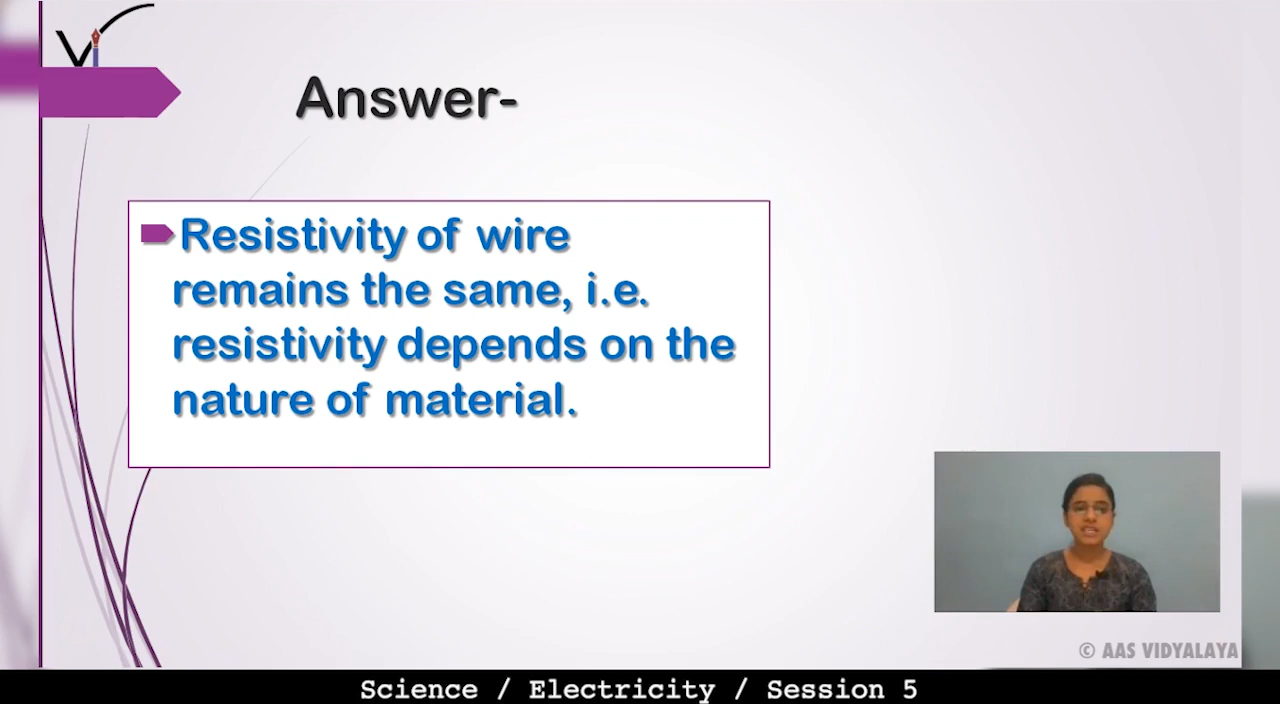 Vi
Answer-
Resistivity of wire
remains the same, i.e.
resistivity depends on the
nature of material.
© AAS VIDYALAYA
Science / Electricity / Session 5